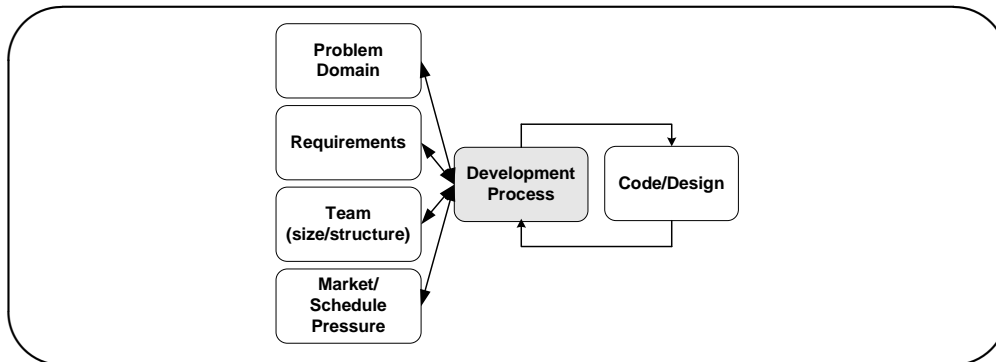 Problem
Domain
Requirements
Team
(size/structure)
Market/
Schedule
Pressure
Development
Process
Code/Design